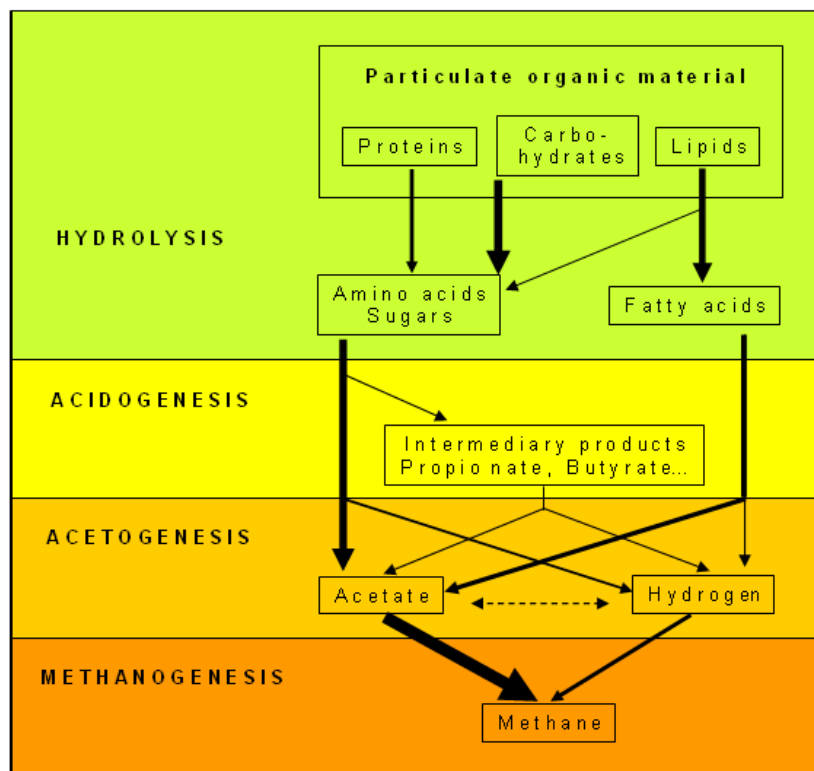 Particulate organic material
Proteins
Carbo-
hydrates
Lipids
HYDROLYSIS
Amino acids
Sugars
Fatty acids
ACIDOGENESIS
Intermediary products
Propionate, Butyrate...
ACETOGENESIS
Acetate
Hydrogen
METHANOGENESIS
Methane